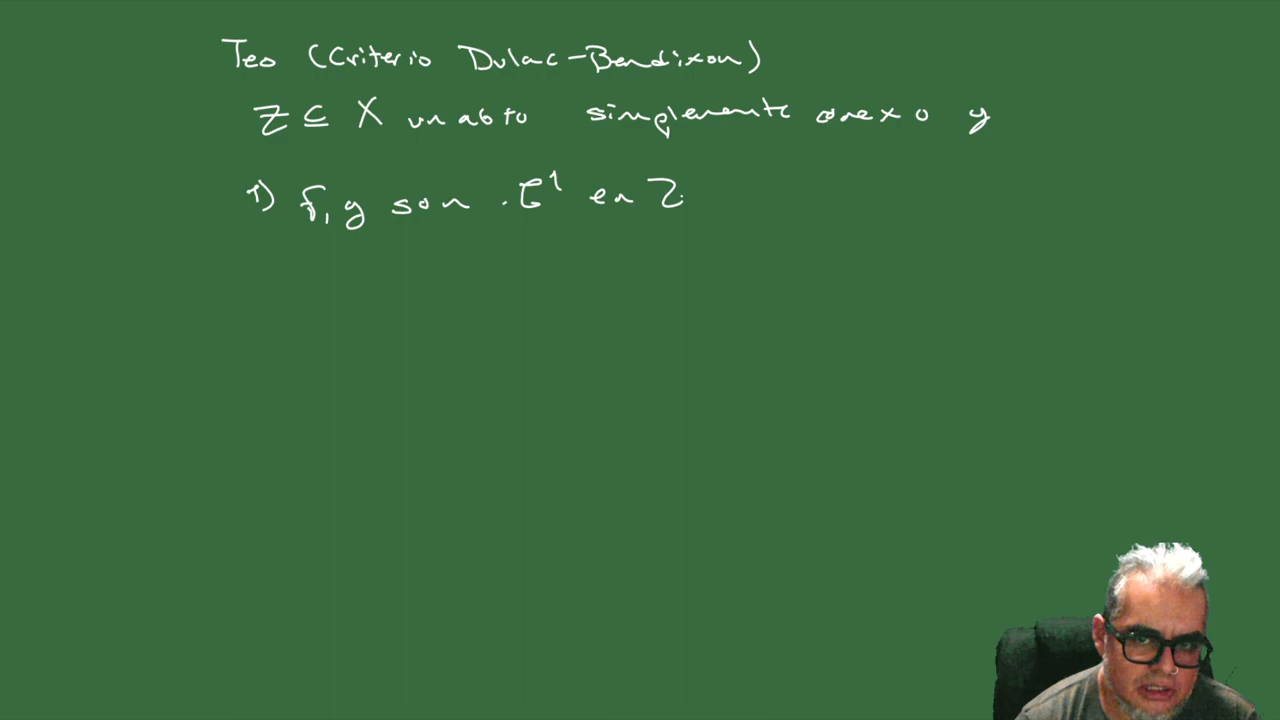 Teo (Criterio Dulac-Bendixon)
Z ⊆ X un abto simplemente conexo y
1) f, g son C¹ en Z